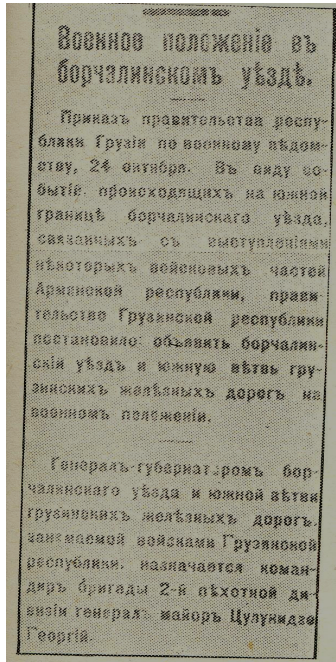 Военное положеніе въ
борчалинскомъ уѣздѣ.
Приказъ правительства респу-
блики Грузіи по военному вѣдом-
ству, 24 октября. Въ виду со-
бытій происходящихъ на южной
границѣ борчалинскаго уѣзда,
связанныхъ съ выступленіями
нѣкоторыхъ войсковыхъ частей
Армянской республики, прави-
тельство Грузинской республики
постановило: объявить борчалин-
скій уѣздъ и южную вѣтвь гру-
зинскихъ желѣзныхъ дорогъ на
военномъ положеніи.
Генералъ-губернаторомъ бор-
чалинскаго уѣзда и южной вѣтви
грузинскихъ желѣзныхъ дорогъ,
занимаемой войсками Грузинской
республики, назначается коман-
диръ бригады 2-й пѣхотной ди-
визіи генералъ майоръ Цулукидзе
Георгій.